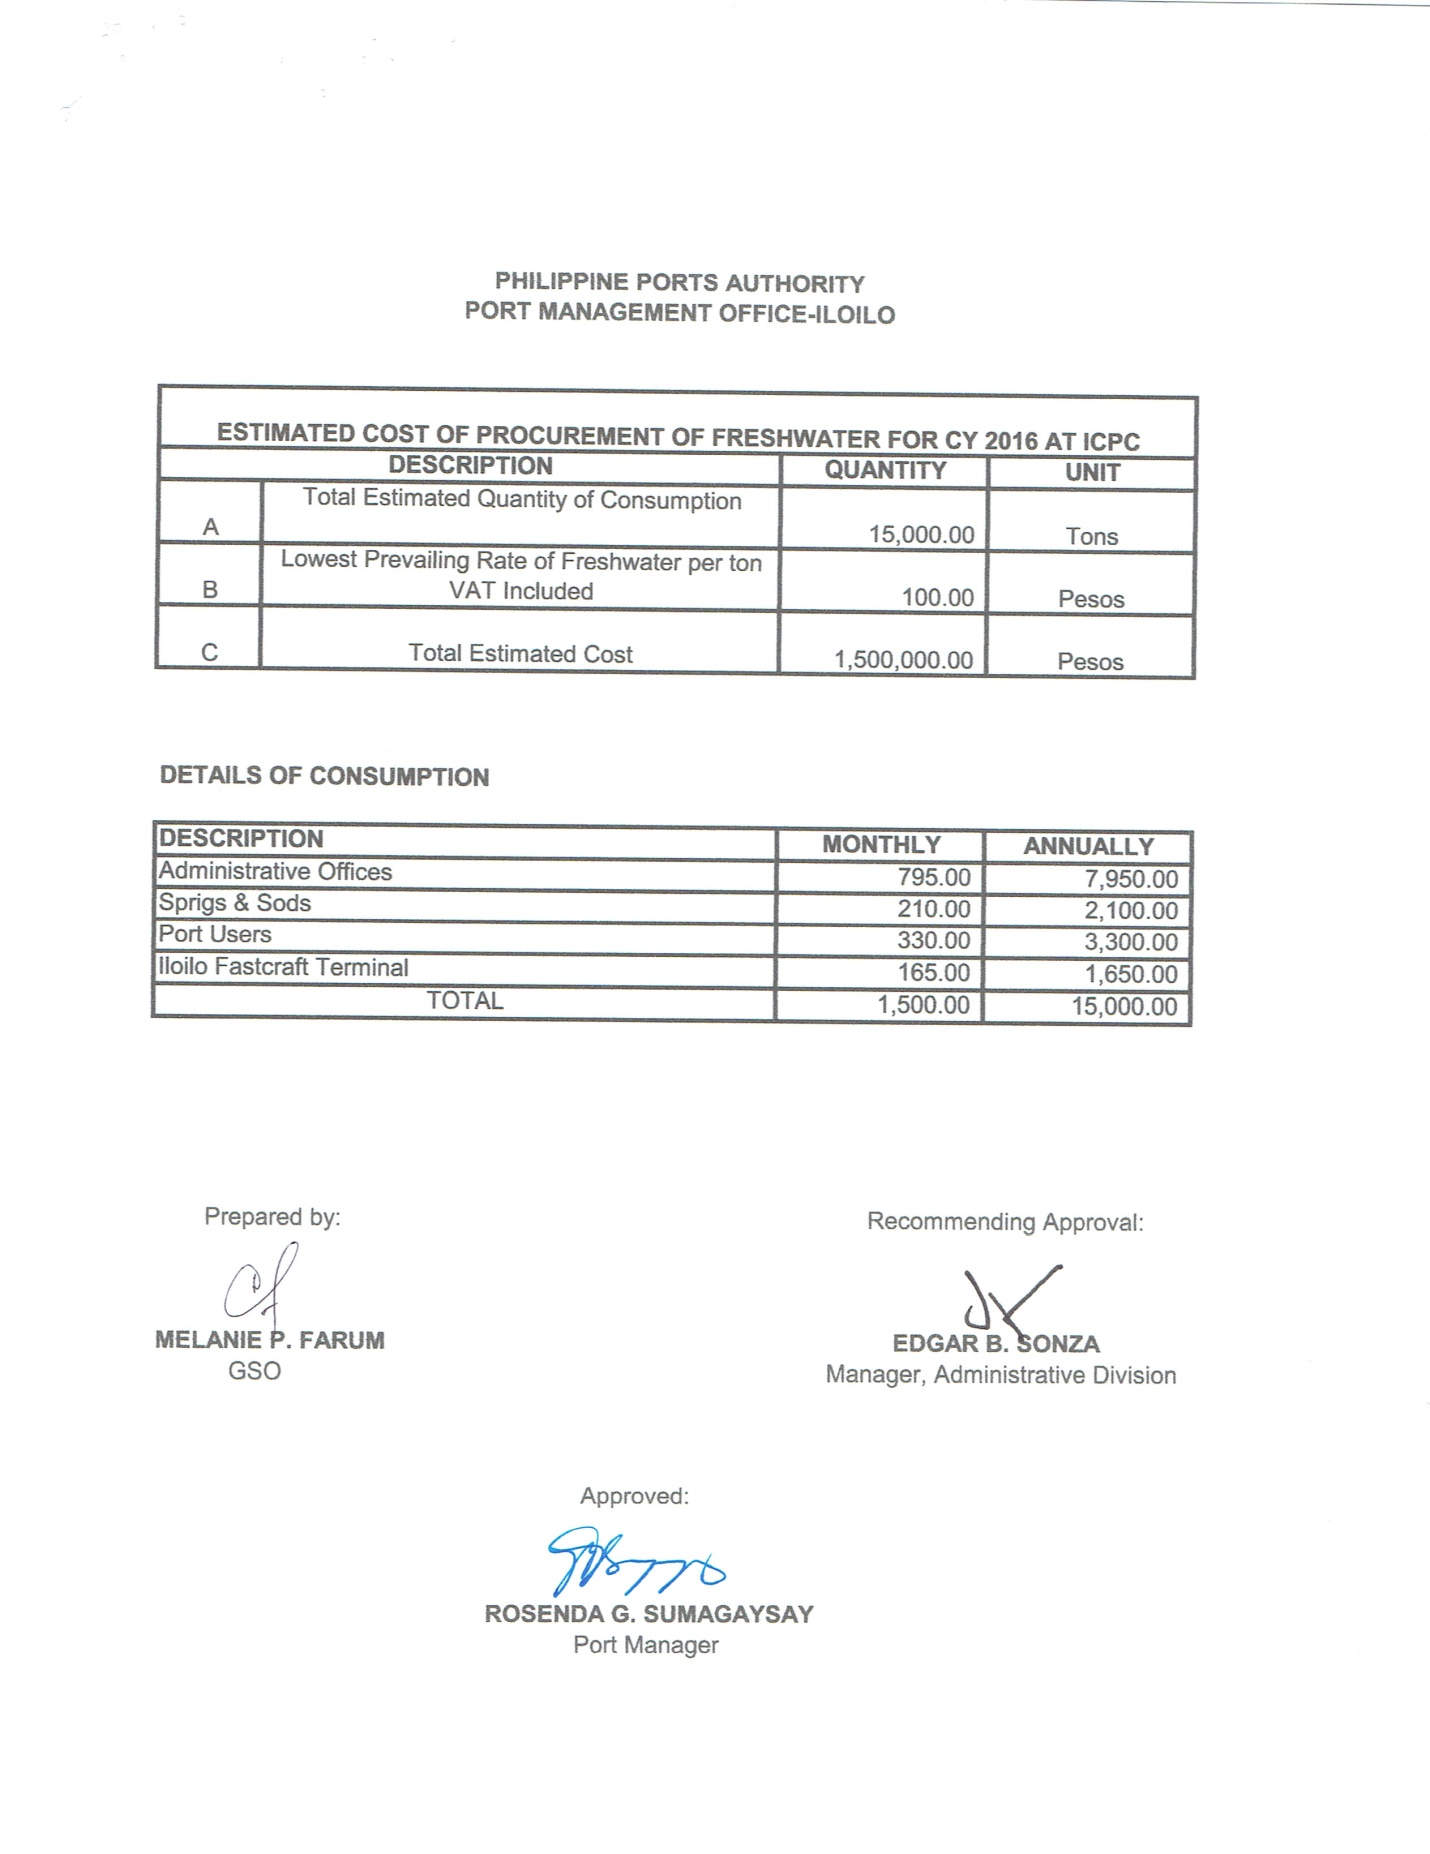 PHILIPPINE PORTS AUTHORITY
PORT MANAGEMENT OFFICE-ILOILO
ESTIMATED COST OF PROCUREMENT OF FRESHWATER FOR CY 2016 AT ICPC
DESCRIPTION QUANTITY UNIT
A Total Estimated Quantity of Consumption 15,000.00 Tons
B Lowest Prevailing Rate of Freshwater per ton
VAT Included 100.00 Pesos
C Total Estimated Cost 1,500,000.00 Pesos
DETAILS OF CONSUMPTION
DESCRIPTION MONTHLY ANNUALLY
Administrative Offices 795.00 7,950.00
Sprigs & Sods 210.00 2,100.00
Port Users 330.00 3,300.00
Iloilo Fastcraft Terminal 165.00 1,650.00
TOTAL 1,500.00 15,000.00
Prepared by: Recommending Approval:
MELANIE P. FARUM EDGAR B. SONZA
GSO Manager, Administrative Division
Approved:
ROSENDA G. SUMAGAYSAY
Port Manager